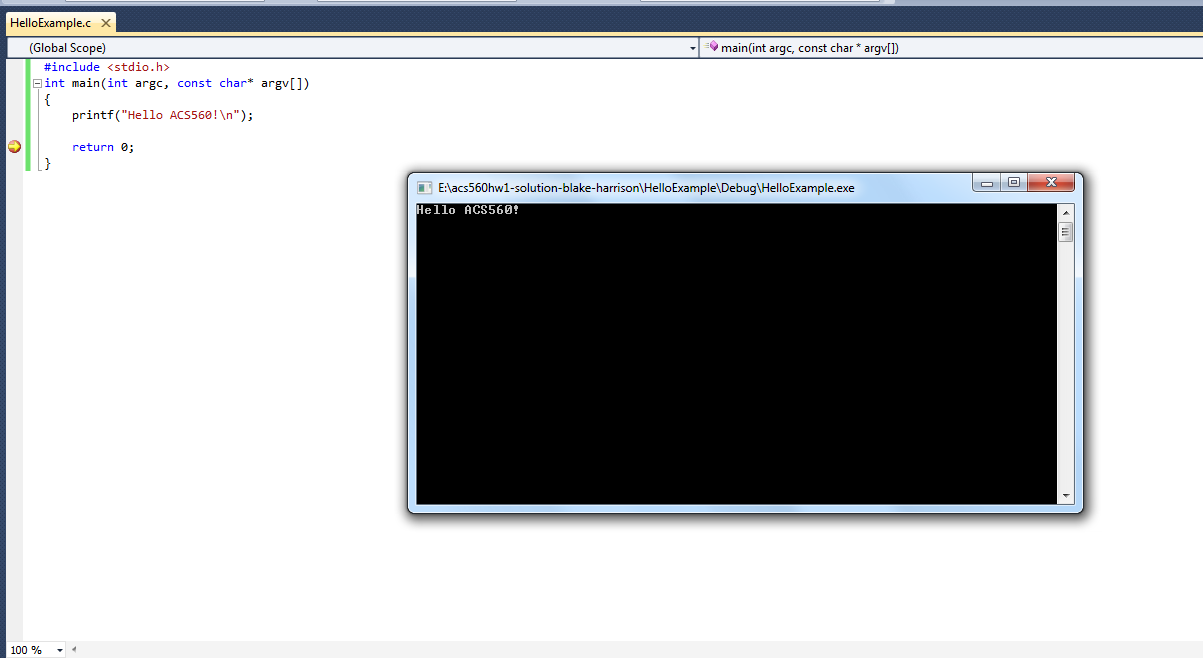 HelloExample.c
(Global Scope)
main(int argc, const char * argv[])
#include <stdio.h>
int main(int argc, const char* argv[])
{
printf("Hello ACS560!\n");
return 0;
}
E:\acs560hw1-solution-blake-harrison\HelloExample\Debug\HelloExample.exe
Hello ACS560!
100 %